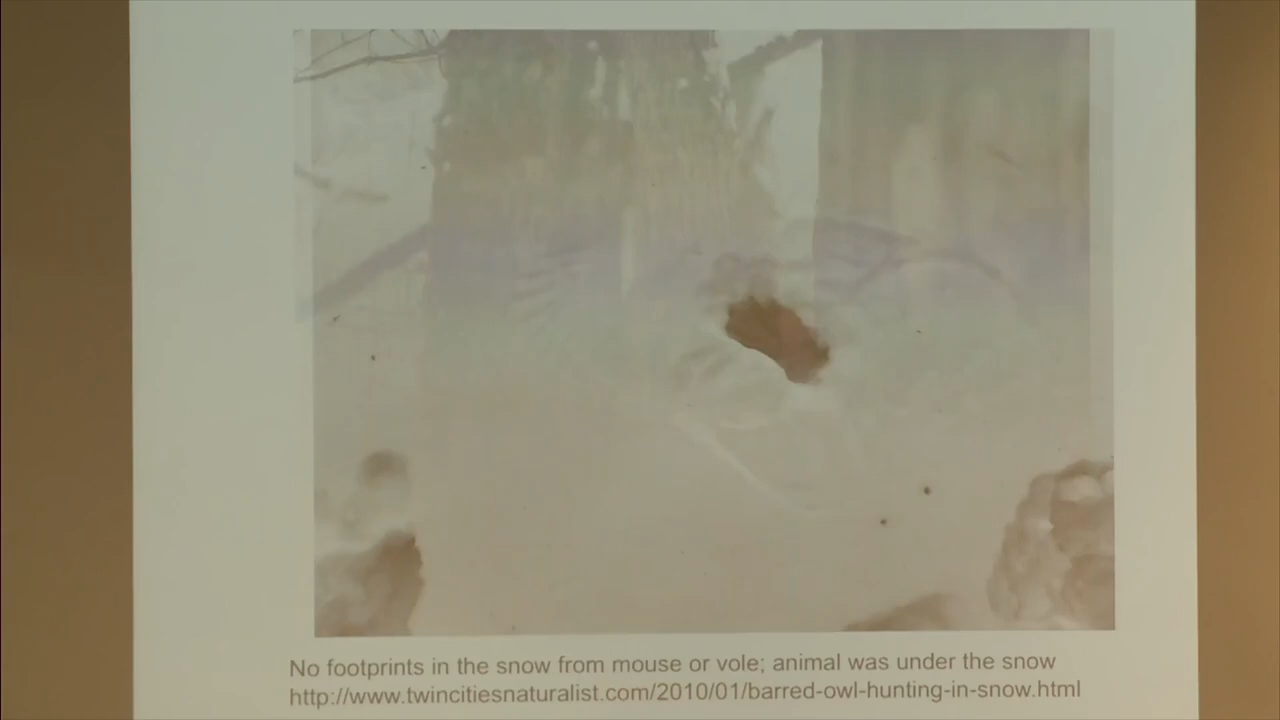 No footprints in the snow from mouse or vole; animal was under the snow
http://www.twincitiesnaturalist.com/2010/01/barred-owl-hunting-in-snow.html